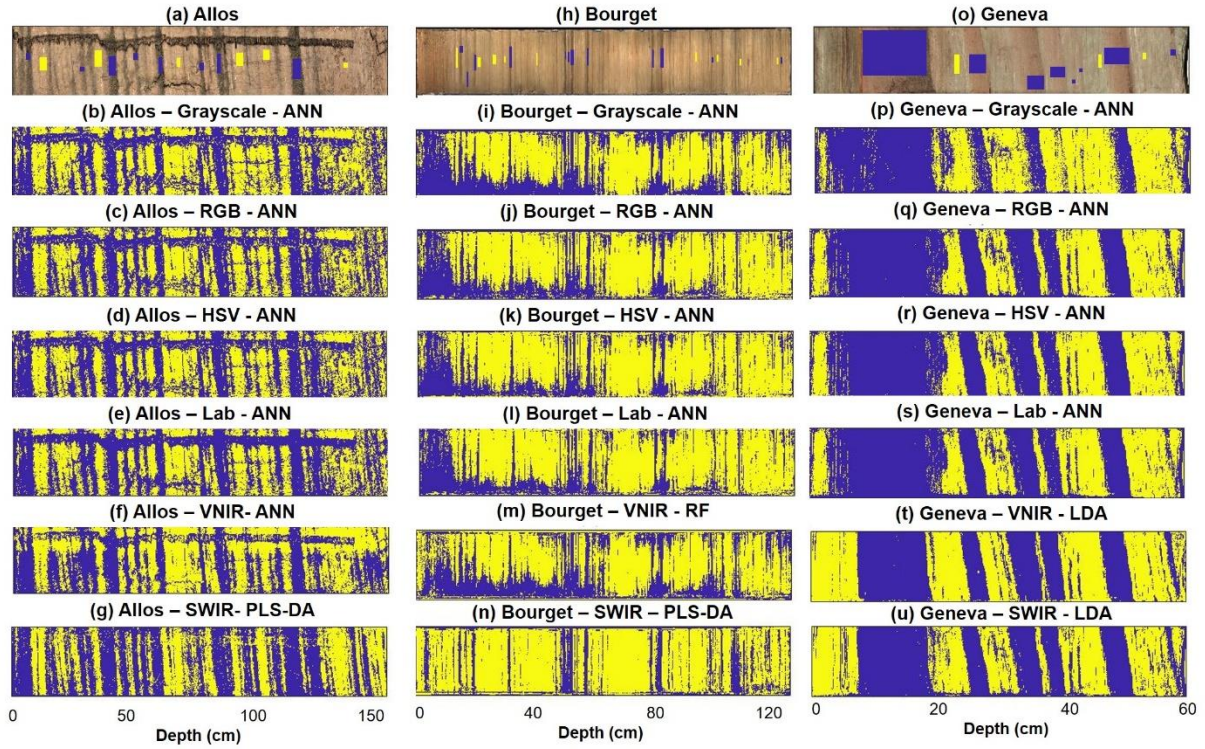 (a) Allos
(h) Bourget
(o) Geneva
(b) Allos – Grayscale - ANN
(i) Bourget – Grayscale - ANN
(p) Geneva – Grayscale - ANN
(c) Allos – RGB - ANN
(j) Bourget – RGB - ANN
(q) Geneva – RGB - ANN
(d) Allos – HSV - ANN
(k) Bourget – HSV - ANN
(r) Geneva – HSV - ANN
(e) Allos – Lab - ANN
(l) Bourget – Lab - ANN
(s) Geneva – Lab - ANN
(f) Allos – VNIR- ANN
(m) Bourget – VNIR - RF
(t) Geneva – VNIR - LDA
(g) Allos – SWIR- PLS-DA
(n) Bourget – SWIR – PLS-DA
(u) Geneva – SWIR - LDA
0 50 100 150
0 40 80 120
0 20 40 60
Depth (cm)
Depth (cm)
Depth (cm)